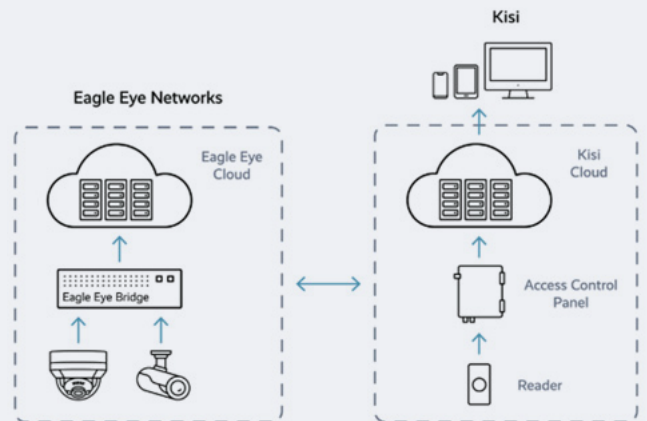 Kisi
Eagle Eye Networks
Eagle Eye
Cloud
Kisi
Cloud
Eagle Eye Bridge
Access Control
Panel
Reader